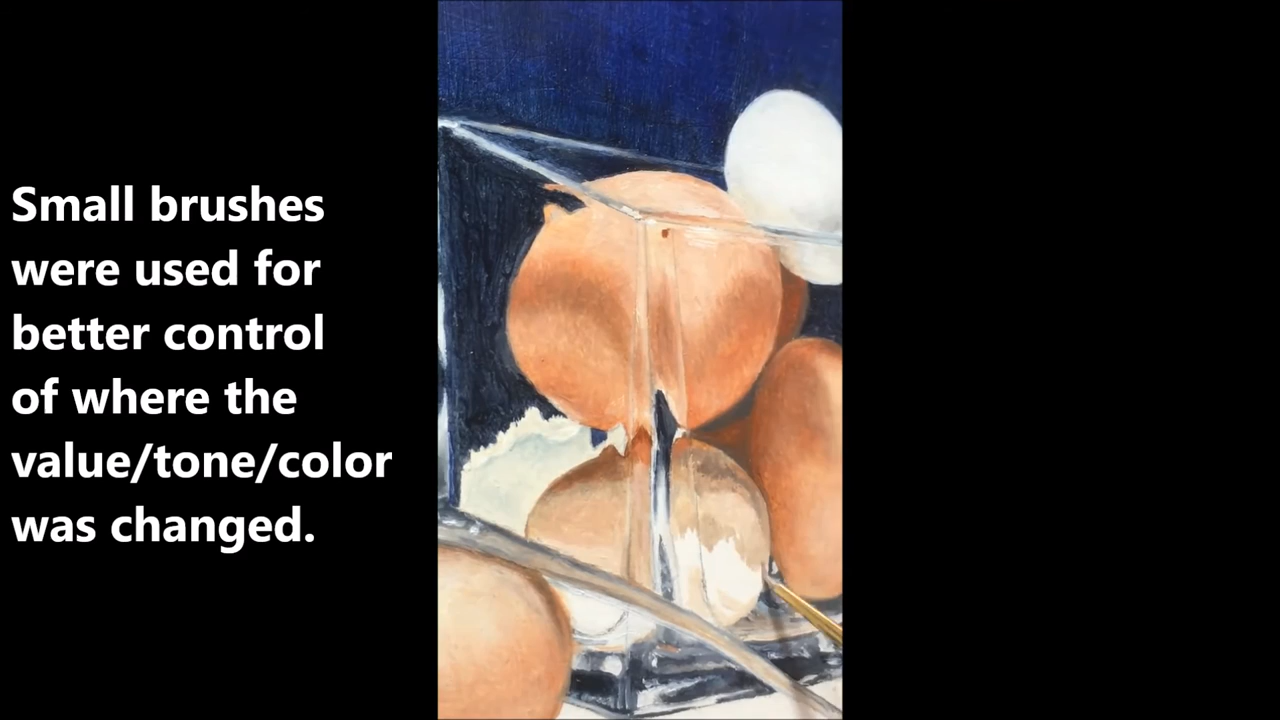 Small brushes
were used for
better control
of where the
value/tone/color
was changed.